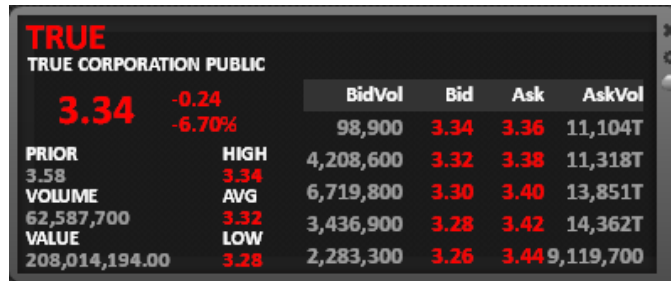 TRUE
TRUE CORPORATION PUBLIC
3.34
-0.24
-6.70%
PRIOR HIGH
3.58 3.34
VOLUME AVG
62,587,700 3.32
VALUE LOW
208,014,194.00 3.28
BidVol Bid Ask AskVol
98,900 3.34 3.36 11,104T
4,208,600 3.32 3.38 11,318T
6,719,800 3.30 3.40 13,851T
3,436,900 3.28 3.42 14,362T
2,283,300 3.26 3.44 9,119,700